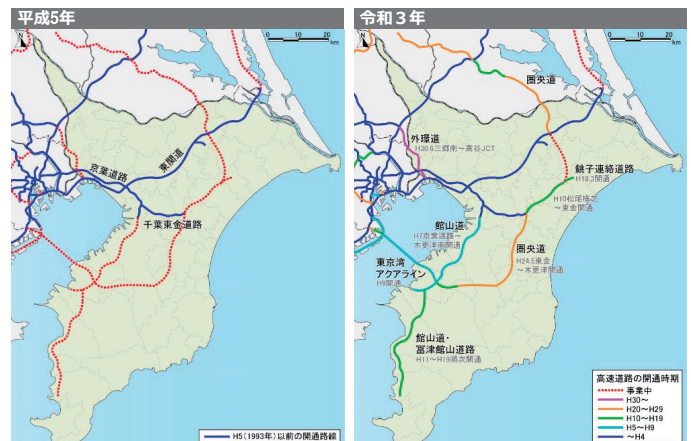 平成5年
N
0 10 20
km
京葉道路
東関道
千葉東金道路
H5(1993年)以前の開通路線
令和3年
N
0 10 20
km
圏央道
外環道
H30.6三郷南～高谷JCT
銚子連絡道路
H18.3開通
H10松尾横芝
～東金開通
館山道
H7京葉道路～
木更津南開通
圏央道
H24.5東金
～木更津開通
東京湾
アクアライン
H9開通
館山道・
富津館山道路
H11～H19順次開通
高速道路の開通時期
事業中
H30～
H20～H29
H10～H19
H5～H9
～H4